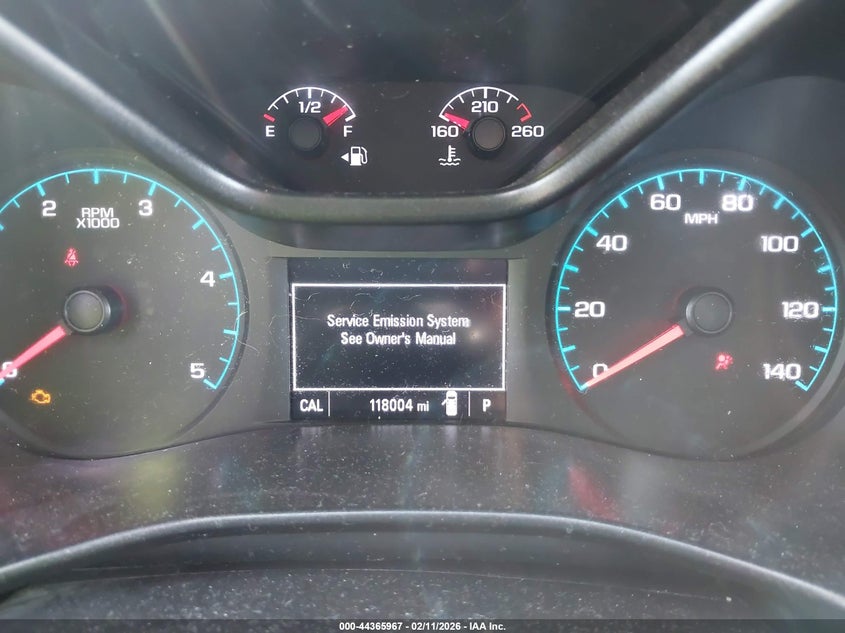 1/2 210
E F 160 260
2 RPM 3
X1000
60 80
MPH
40 100
4
Service Emission System
See Owner's Manual
20 120
0 5
0 140
CAL 118004 mi P
000-44365967 - 02/11/2026 - IAA Inc.